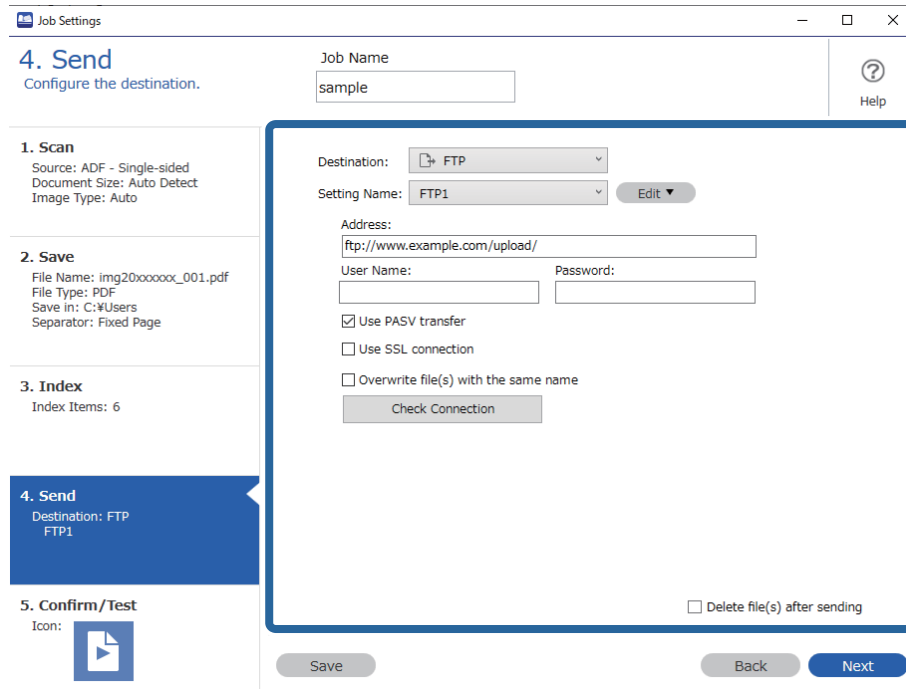 Job Settings
4. Send
Configure the destination.
Job Name
sample
Help
1. Scan
Source: ADF - Single-sided
Document Size: Auto Detect
Image Type: Auto
2. Save
File Name: img20xxxxxx_001.pdf
File Type: PDF
Save in: C:¥Users
Separator: Fixed Page
3. Index
Index Items: 6
4. Send
Destination: FTP
FTP1
5. Confirm/Test
Icon:
Destination: FTP
Setting Name: FTP1 Edit ▼
Address:
ftp://www.example.com/upload/
User Name: Password:
Use PASV transfer
Use SSL connection
Overwrite file(s) with the same name
Check Connection
Delete file(s) after sending
Save Back Next